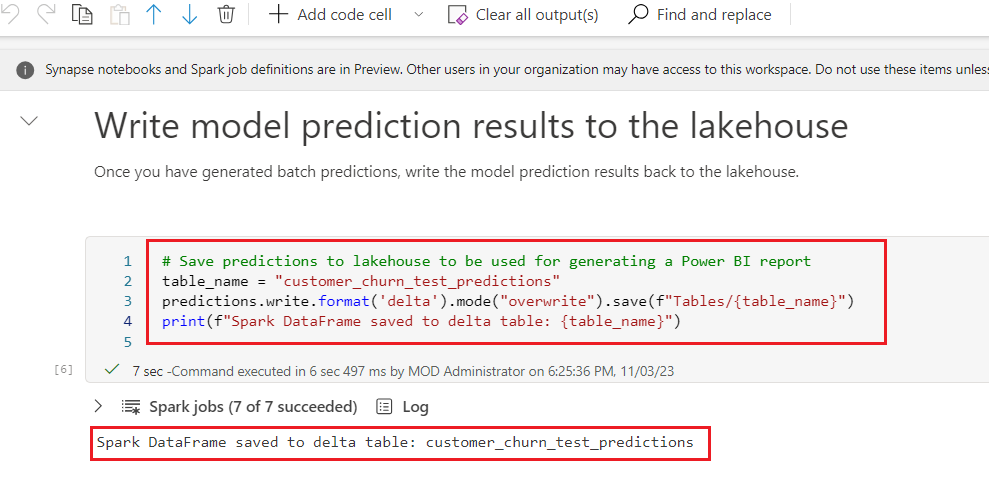 Add code cell Clear all output(s) Find and replace
Synapse notebooks and Spark job definitions are in Preview. Other users in your organization may have access to this workspace. Do not use these items unless
Write model prediction results to the lakehouse
Once you have generated batch predictions, write the model prediction results back to the lakehouse.
1 # Save predictions to lakehouse to be used for generating a Power BI report
2 table_name = "customer_churn_test_predictions"
3 predictions.write.format('delta').mode("overwrite").save(f"Tables/{table_name}")
4 print(f"Spark DataFrame saved to delta table: {table_name}")
5
[6] 7 sec -Command executed in 6 sec 497 ms by MOD Administrator on 6:25:36 PM, 11/03/23
Spark jobs (7 of 7 succeeded) Log
Spark DataFrame saved to delta table: customer_churn_test_predictions